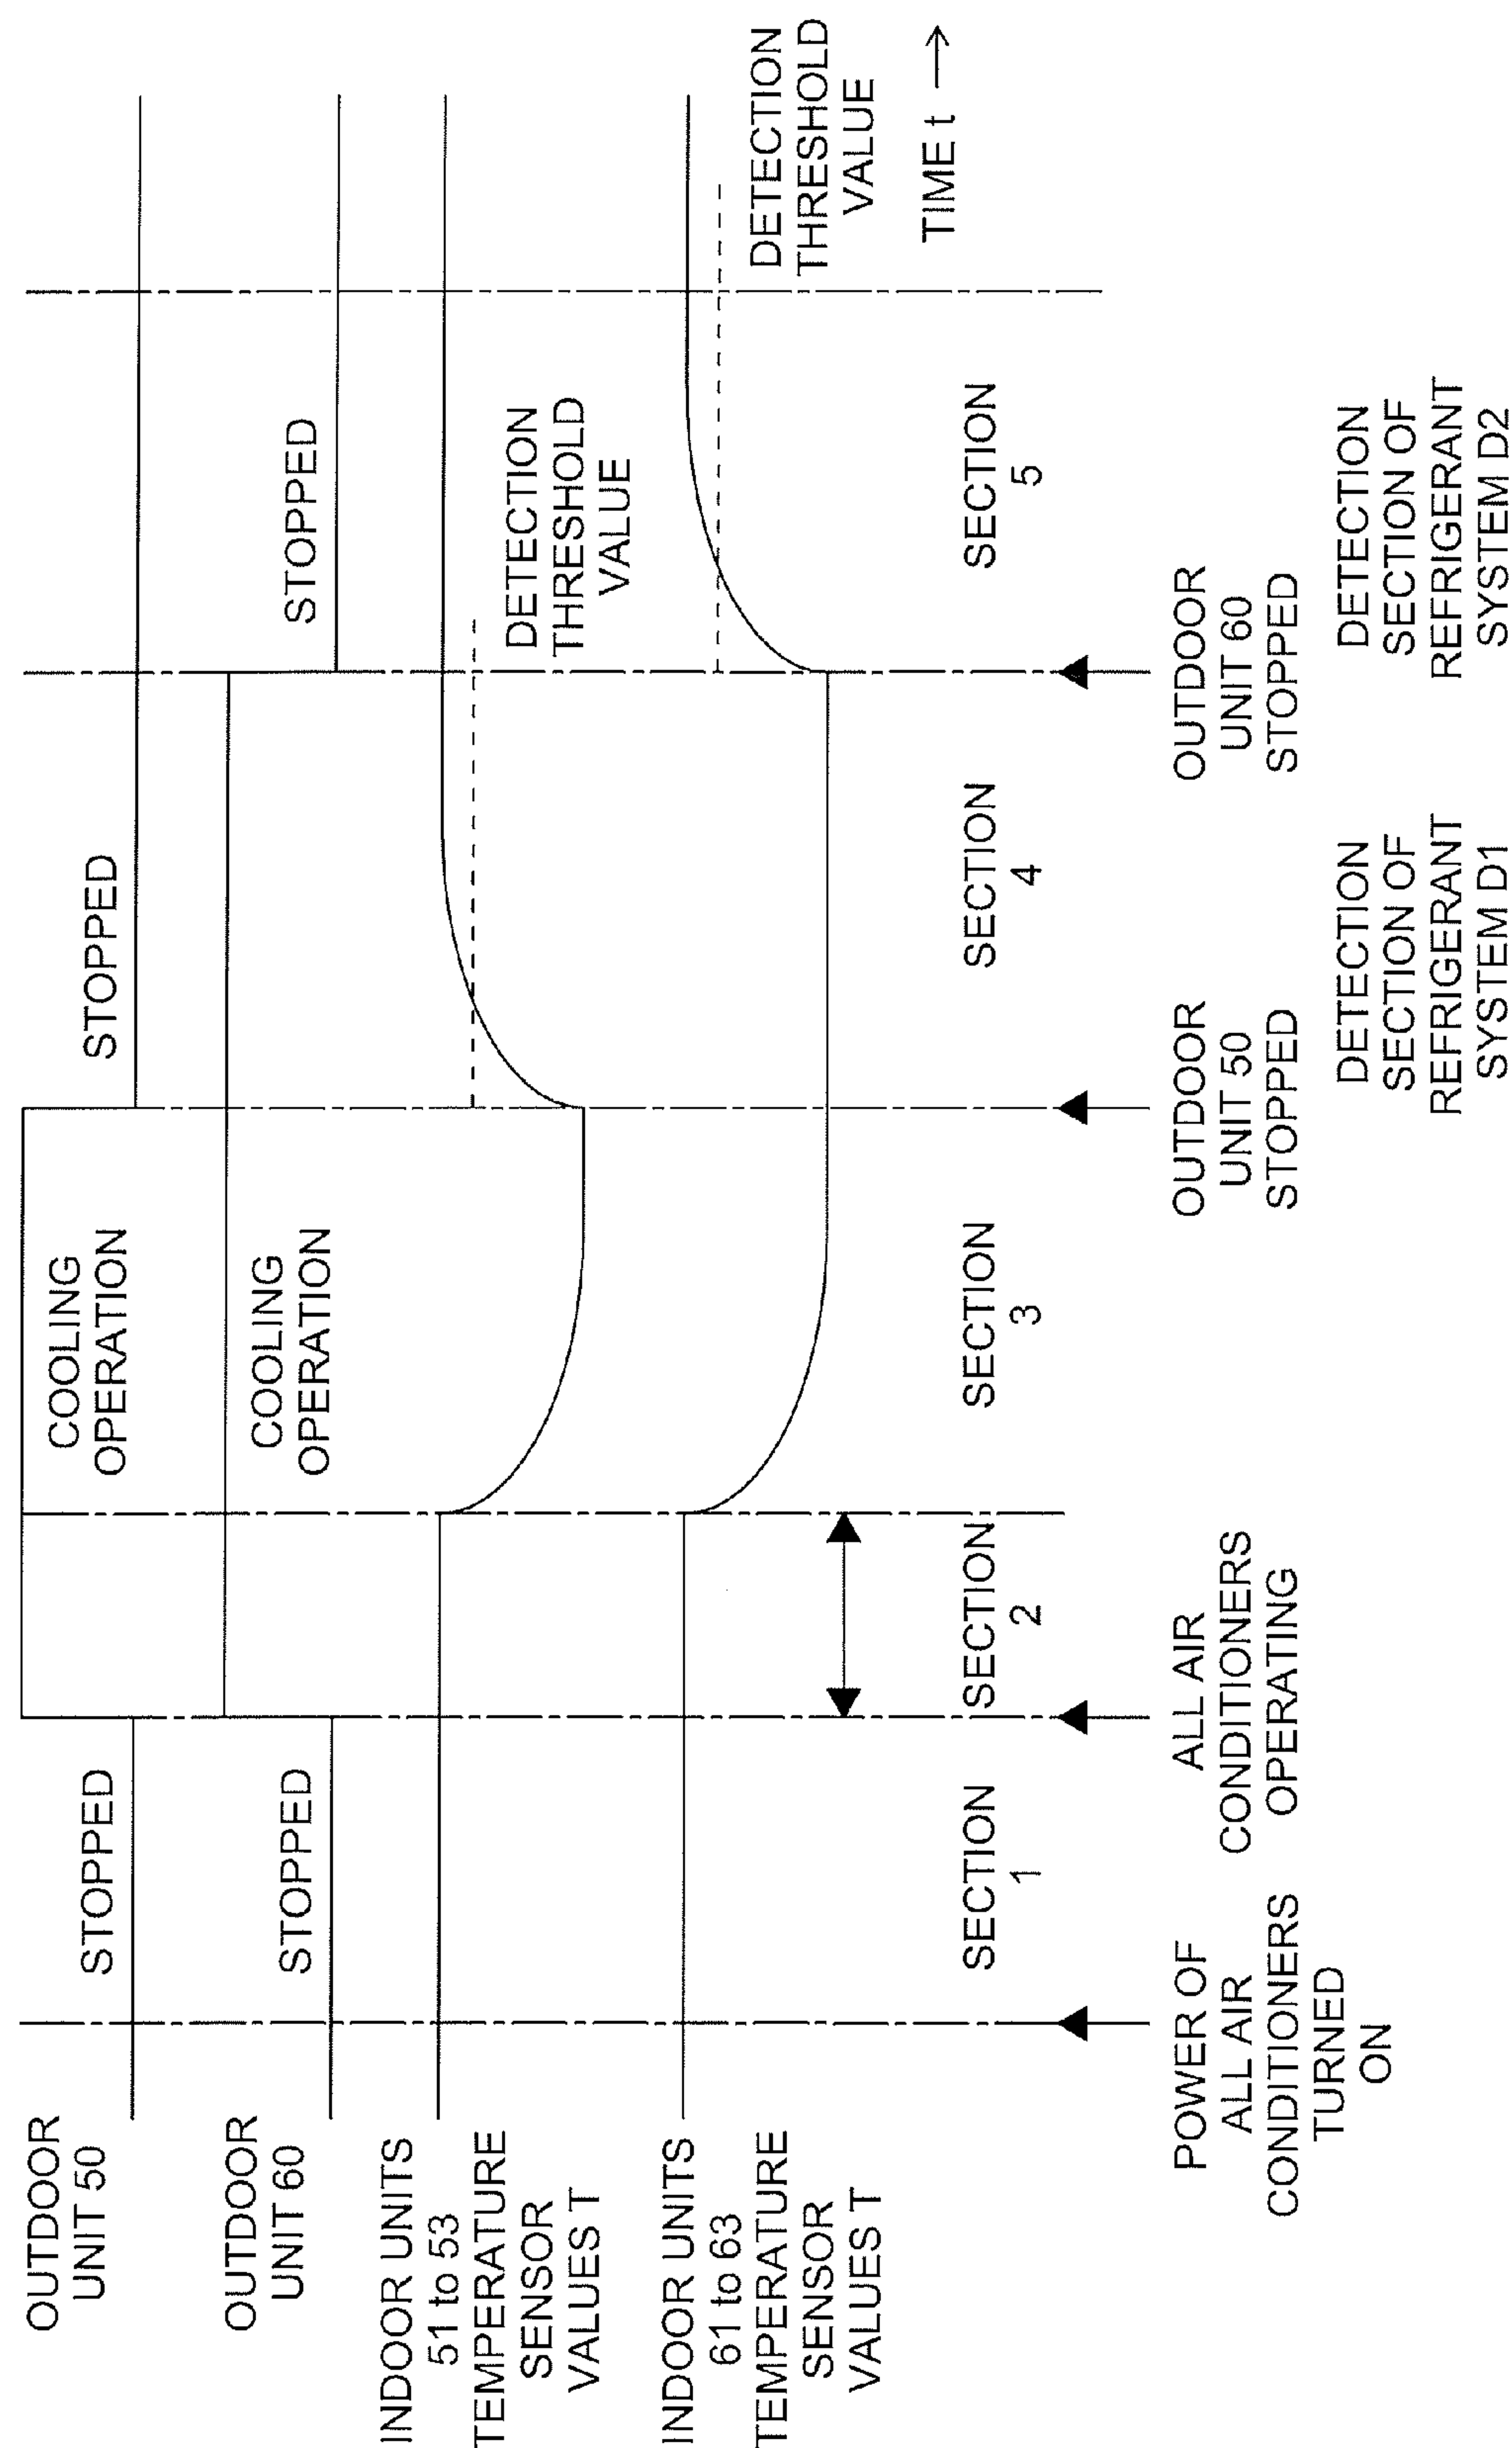 OUTDOOR
UNIT 50
STOPPED
COOLING
OPERATION
STOPPED
OUTDOOR
UNIT 60
STOPPED
COOLING
OPERATION
STOPPED
INDOOR UNITS
51 to 53
TEMPERATURE
SENSOR
VALUES T
DETECTION
THRESHOLD
VALUE
INDOOR UNITS
61 to 63
TEMPERATURE
SENSOR
VALUES T
DETECTION
THRESHOLD
VALUE
TIME t →
SECTION
1
SECTION
2
SECTION
3
SECTION
4
SECTION
5
POWER OF
ALL AIR
CONDITIONERS
TURNED
ON
ALL AIR
CONDITIONERS
OPERATING
OUTDOOR
UNIT 50
STOPPED
OUTDOOR
UNIT 60
STOPPED
DETECTION
SECTION OF
REFRIGERANT
SYSTEM D1
DETECTION
SECTION OF
REFRIGERANT
SYSTEM D2